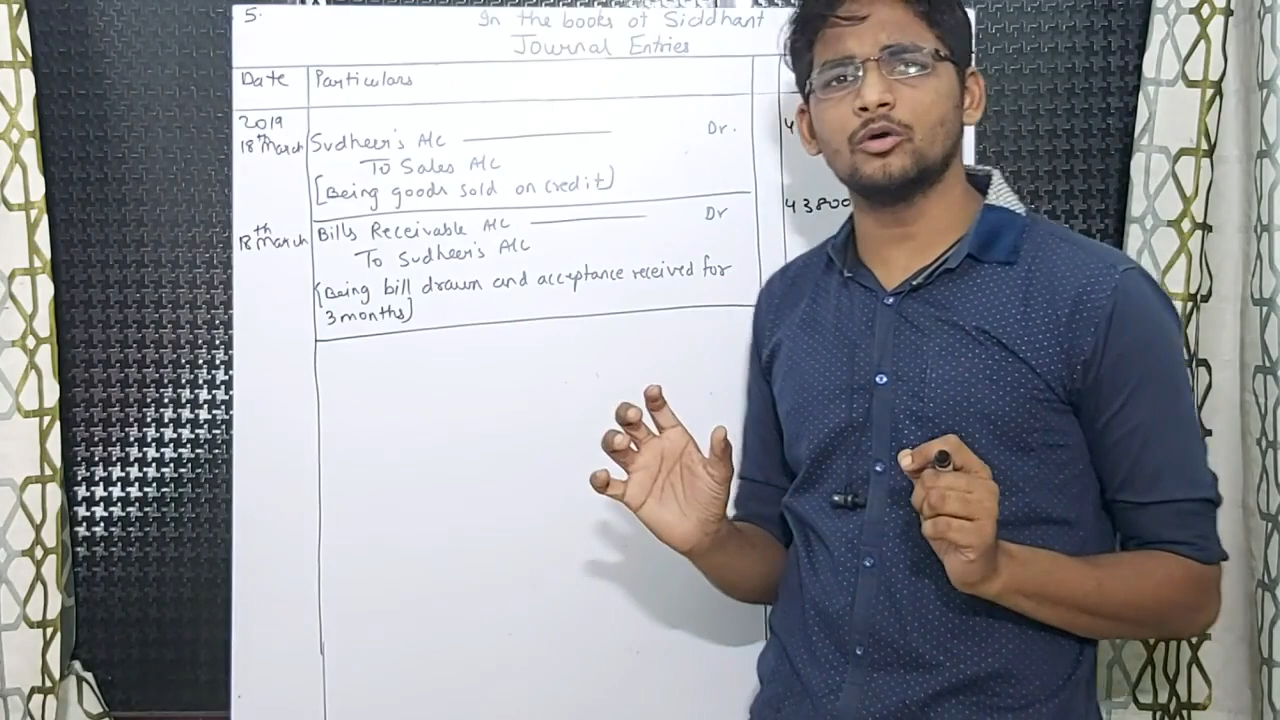 5.
In the books of Siddhant
Journal Entries
Date Particulars
2019
18th March Sudheer's A/c Dr.
To Sales A/c
[Being goods sold on credit]
18th March Bills Receivable A/c Dr 43800
To Sudheer's A/c
[Being bill drawn and acceptance received for
3 months]